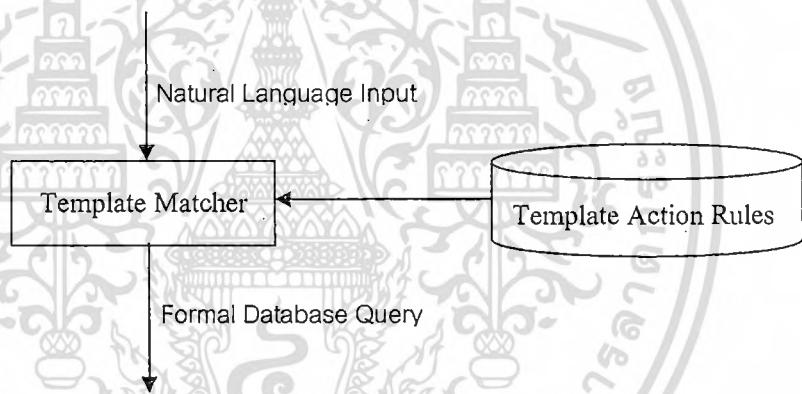 Natural Language Input
Template Matcher
Template Action Rules
Formal Database Query